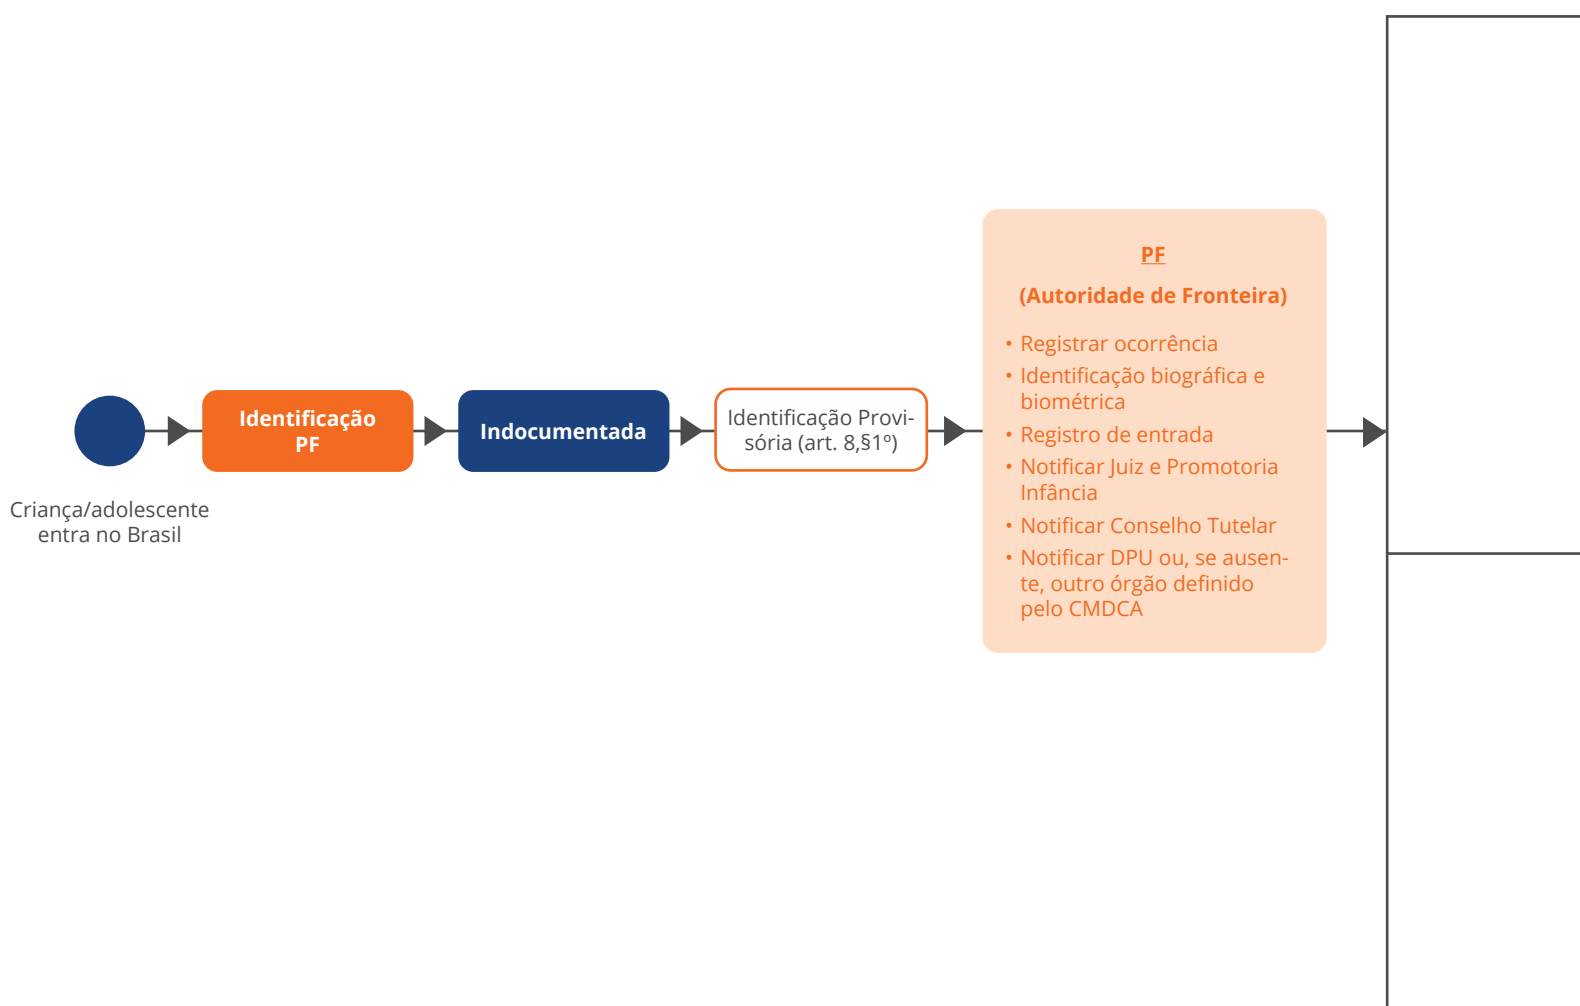 Criança/adolescente
entra no Brasil
Identificação
PF
Indocumentada
Identificação Provi-
sória (art. 8,§1º)
PF
(Autoridade de Fronteira)
• Registrar ocorrência
• Identificação biográfica e
biométrica
• Registro de entrada
• Notificar Juiz e Promotoria
Infância
• Notificar Conselho Tutelar
• Notificar DPU ou, se ausen-
te, outro órgão definido
pelo CMDCA